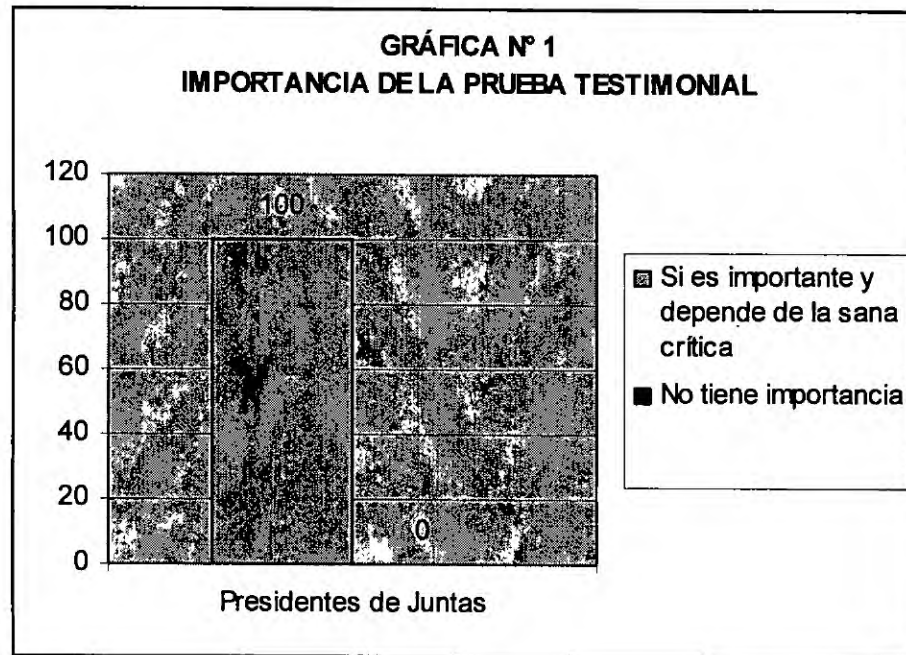 GRÁFICA Nº 1
IMPORTANCIA DE LA PRUEBA TESTIMONIAL
120
100
80
60
40
20
0
100
0
Presidentes de Juntas
Si es importante y
depende de la sana
crítica
No tiene importancia